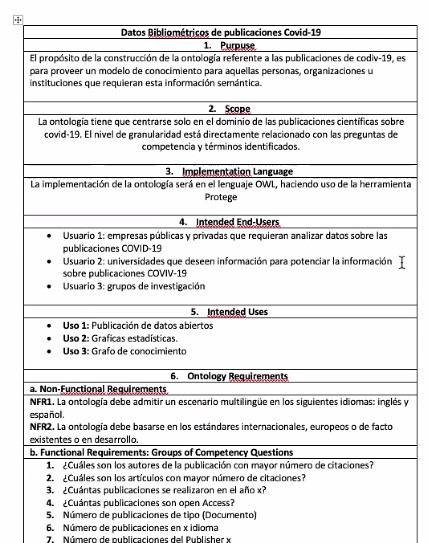 Datos Bibliométricos de publicaciones Covid-19
1. Purpuse
El propósito de la construcción de la ontología referente a las publicaciones de codiv-19, es
para proveer un modelo de conocimiento para aquellas personas, organizaciones u
instituciones que requieran esta información semántica.
2. Scope
La ontología tiene que centrarse solo en el dominio de las publicaciones científicas sobre
covid-19. El nivel de granularidad está directamente relacionado con las preguntas de
competencia y términos identificados.
3. Implementation Language
La implementación de la ontología será en el lenguaje OWL, haciendo uso de la herramienta
Protege
4. Intended End-Users
• Usuario 1: empresas públicas y privadas que requieran analizar datos sobre las
publicaciones COVID-19
• Usuario 2: universidades que deseen información para potenciar la información
sobre publicaciones COVIV-19
• Usuario 3: grupos de investigación
5. Intended Uses
• Uso 1: Publicación de datos abiertos
• Uso 2: Graficas estadísticas.
• Uso 3: Grafo de conocimiento
6. Ontology Requirements
a. Non-Functional Requirements
NFR1. La ontología debe admitir un escenario multilingüe en los siguientes idiomas: inglés y
español.
NFR2. La ontología debe basarse en los estándares internacionales, europeos o de facto
existentes o en desarrollo.
b. Functional Requirements: Groups of Competency Questions
1. ¿Cuáles son los autores de la publicación con mayor número de citaciones?
2. ¿Cuáles son los artículos con mayor número de citaciones?
3. ¿Cuántas publicaciones se realizaron en el año x?
4. ¿Cuántas publicaciones son open Access?
5. Número de publicaciones de tipo (Documento)
6. Número de publicaciones en x idioma
7. Número de publicaciones del Publisher x